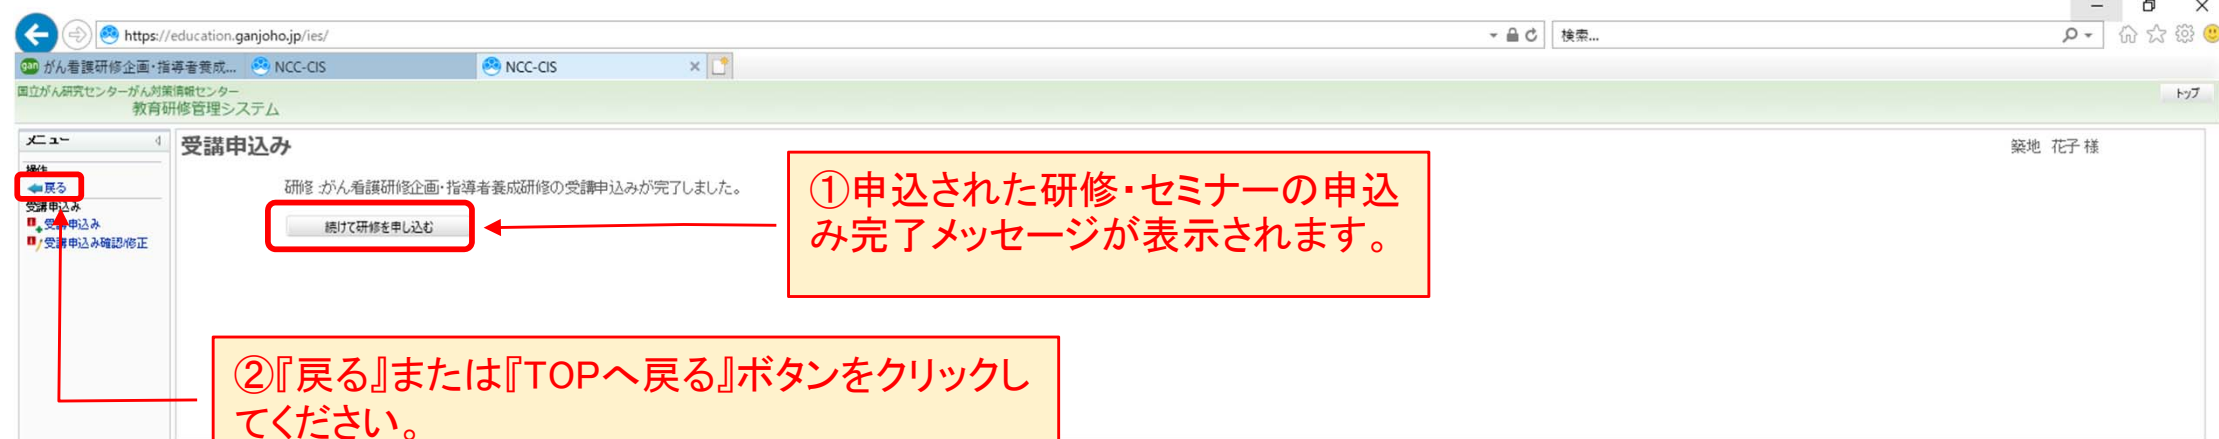 https://education.ganjoho.jp/ies/
検索...
がん看護研修企画・指導者養成...
NCC-CIS
NCC-CIS
国立がん研究センターがん対策情報センター
教育研修管理システム
トップ
メニュー
受講申込み
築地 花子 様
操作
戻る
研修 :がん看護研修企画・指導者養成研修の受講申込みが完了しました。
受講申込み
受講申込み
続けて研修を申し込む
受講申込み確認/修正
①申込された研修・セミナーの申込
み完了メッセージが表示されます。
②『戻る』または『TOPへ戻る』ボタンをクリックし
てください。